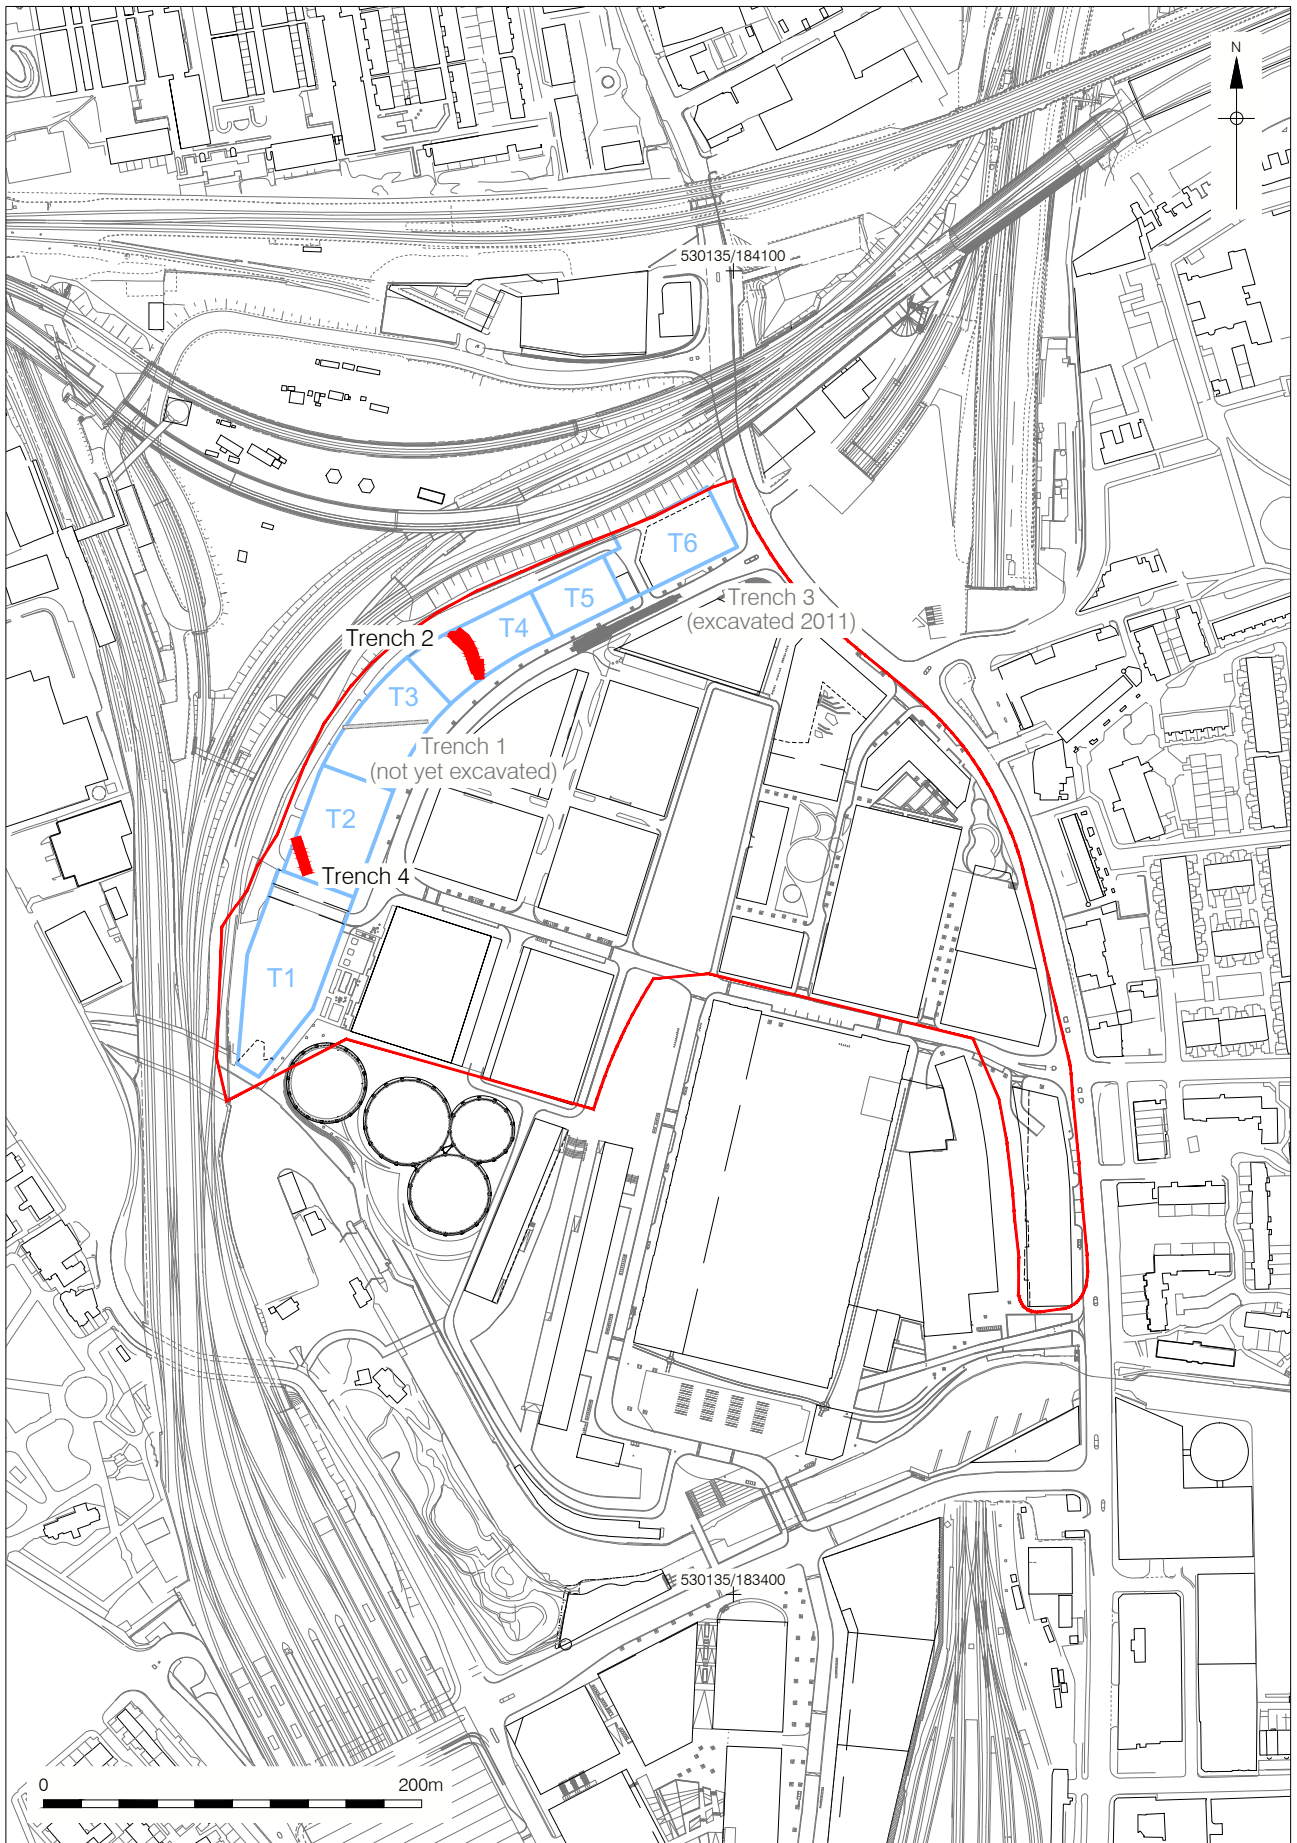 N
530135/184100
T6
Trench 3
(excavated 2011)
T5
T4
Trench 2
T3
Trench 1
(not yet excavated)
T2
Trench 4
T1
530135/183400
0 200m